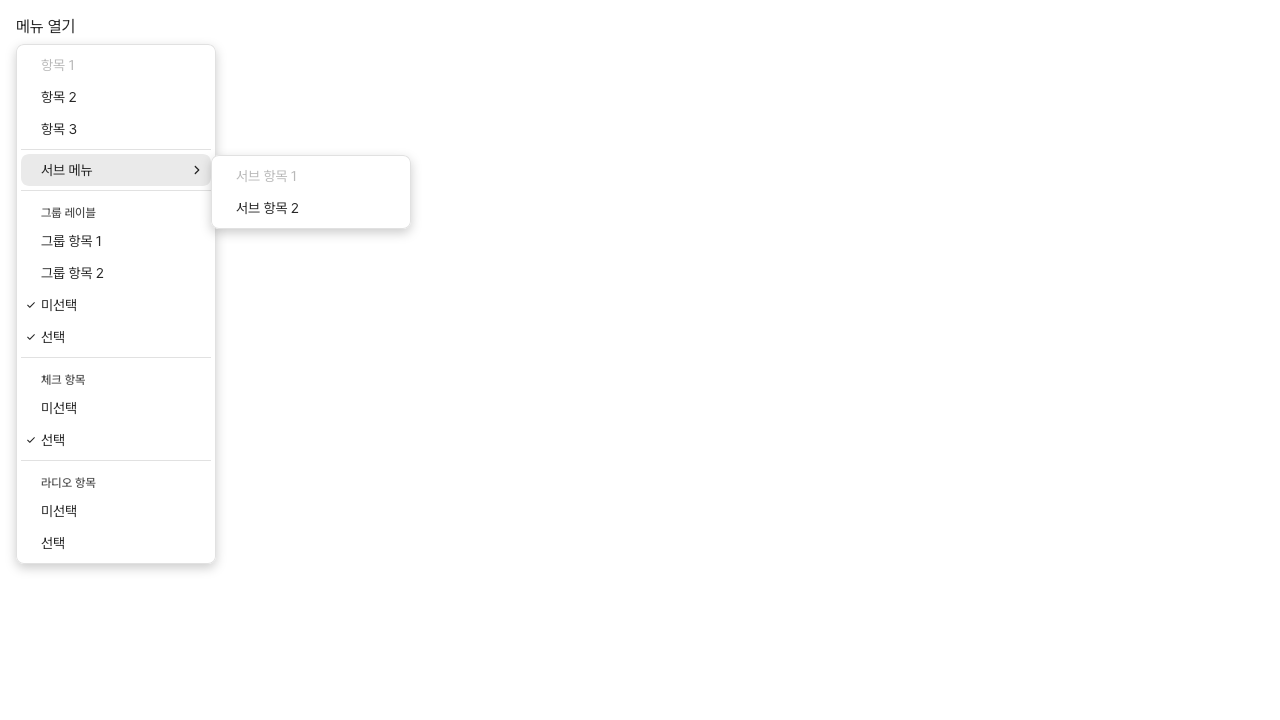 메뉴 열기
항목 1
항목 2
항목 3
서브 메뉴
서브 항목 1
서브 항목 2
그룹 레이블
그룹 항목 1
그룹 항목 2
미선택
선택
체크 항목
미선택
선택
라디오 항목
미선택
선택